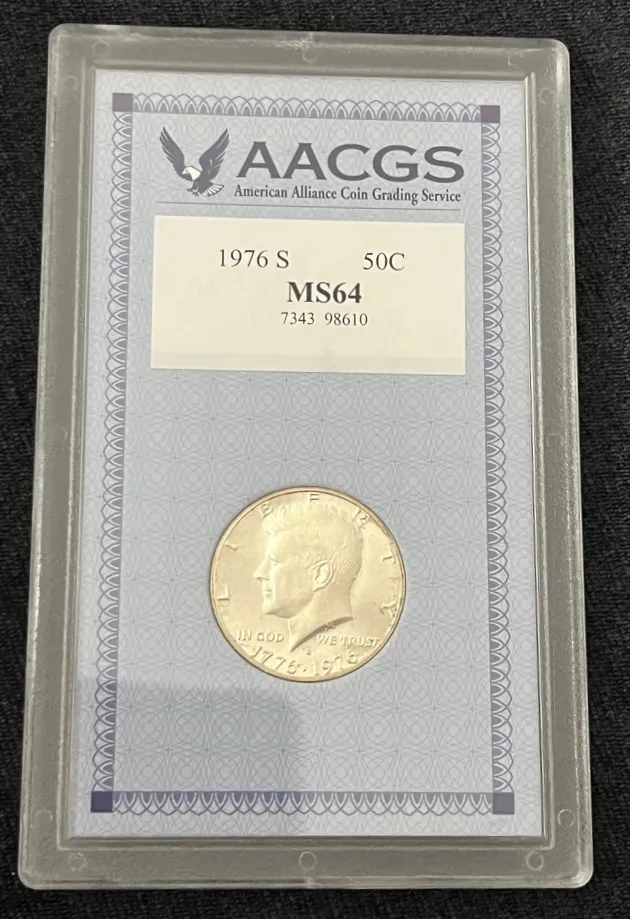 AACGS
American Alliance Coin Grading Service
1976 S 50C
MS64
7343 98610
LIBERTY
IN GOD WE TRUST
S
1776·1976